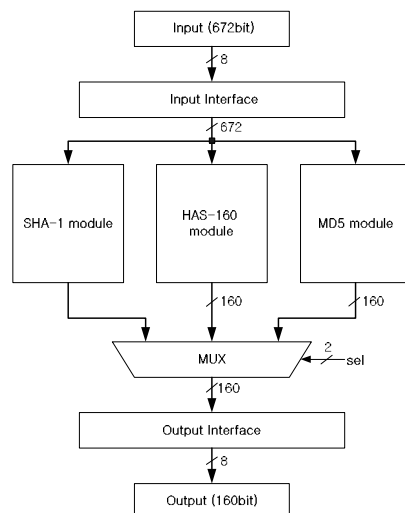 Input (672bit)
8
Input Interface
672
SHA-1 module
HAS-160
module
MD5 module
160
160
MUX
2
sel
160
Output Interface
8
Output (160bit)